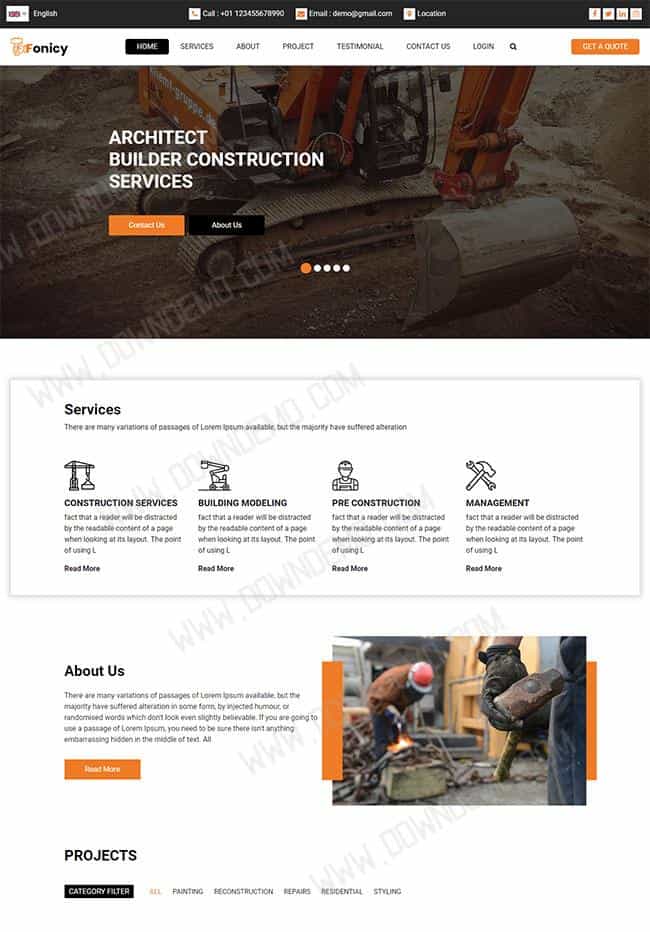 English
Call : +01 123455678990
Email : demo@gmail.com
Location
Fonicy
HOME SERVICES ABOUT PROJECT TESTIMONIAL CONTACT US LOGIN
GET A QUOTE
ARCHITECT
BUILDER CONSTRUCTION
SERVICES
Contact Us
About Us
Services
There are many variations of passages of Lorem Ipsum available, but the majority have suffered alteration
CONSTRUCTION SERVICES
fact that a reader will be distracted
by the readable content of a page
when looking at its layout. The point
of using L
Read More
BUILDING MODELING
fact that a reader will be distracted
by the readable content of a page
when looking at its layout. The point
of using L
Read More
PRE CONSTRUCTION
fact that a reader will be distracted
by the readable content of a page
when looking at its layout. The point
of using L
Read More
MANAGEMENT
fact that a reader will be distracted
by the readable content of a page
when looking at its layout. The point
of using L
Read More
About Us
There are many variations of passages of Lorem Ipsum available, but the
majority have suffered alteration in some form, by injected humour, or
randomised words which don't look even slightly believable. If you are going to
use a passage of Lorem Ipsum, you need to be sure there isn't anything
embarrassing hidden in the middle of text. All
Read More
PROJECTS
CATEGORY FILTER
ALL PAINTING RECONSTRUCTION REPAIRS RESIDENTIAL STYLING
WWW.DOWNDEMO.COM
WWW.DOWNDEMO.COM
WWW.DOWNDEMO.COM
WWW.DOWNDEMO.COM